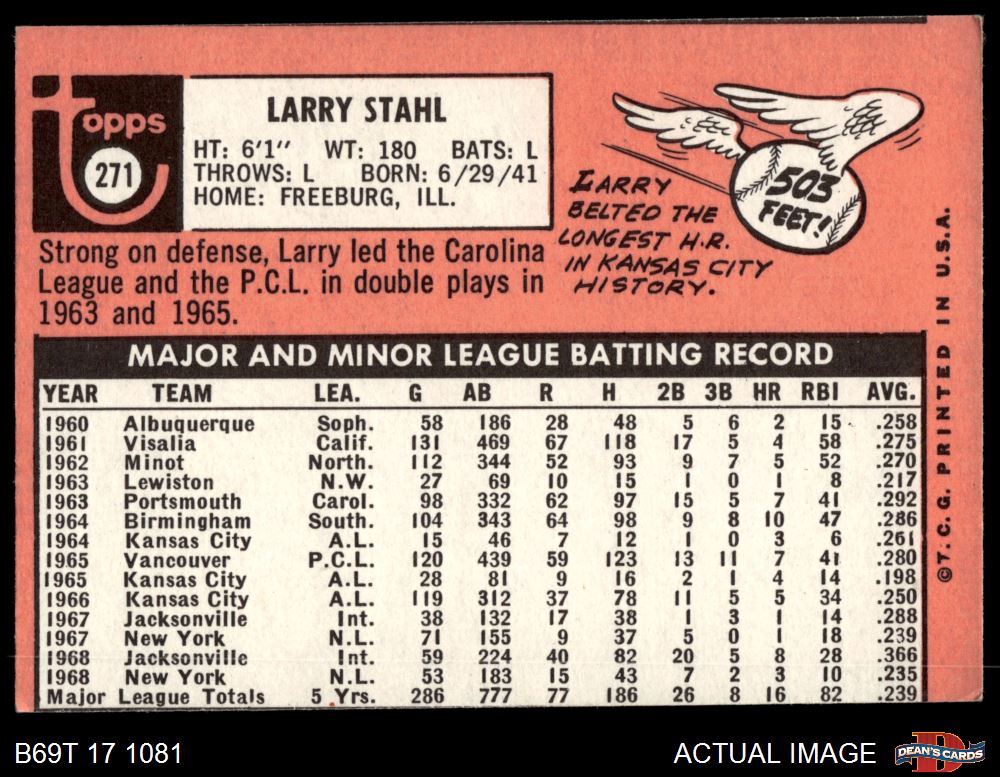 topps
271
LARRY STAHL
HT: 6'1" WT: 180 BATS: L
THROWS: L BORN: 6/29/41
HOME: FREEBURG, ILL.
Strong on defense, Larry led the Carolina
League and the P.C.L. in double plays in
1963 and 1965.
LARRY
BELTED THE
LONGEST H.R.
IN KANSAS CITY
HISTORY.
503
FEET!
MAJOR AND MINOR LEAGUE BATTING RECORD
YEAR TEAM LEA. G AB R H 2B 3B HR RBI AVG.
1960 Albuquerque Soph. 58 186 28 48 5 6 2 15 .258
1961 Visalia Calif. 131 469 67 118 17 5 4 58 .275
1962 Minot North. 112 344 52 93 9 7 5 52 .270
1963 Lewiston N.W. 27 69 10 15 1 0 1 8 .217
1963 Portsmouth Carol. 98 332 62 97 15 5 7 41 .292
1964 Birmingham South. 104 343 64 98 9 8 10 47 .286
1964 Kansas City A.L. 15 46 7 12 1 0 3 6 .261
1965 Vancouver P.C.L. 120 439 59 123 13 11 7 41 .280
1965 Kansas City A.L. 28 81 9 16 2 1 4 14 .198
1966 Kansas City A.L. 119 312 37 78 11 5 5 34 .250
1967 Jacksonville Int. 38 132 17 38 1 3 1 14 .288
1967 New York N.L. 71 155 9 37 5 0 1 18 .239
1968 Jacksonville Int. 59 224 40 82 20 5 8 28 .366
1968 New York N.L. 53 183 15 43 7 2 3 10 .235
Major League Totals 5 Yrs. 286 777 77 186 26 8 16 82 .239
© T.C.G. PRINTED IN U.S.A.
B69T 17 1081
ACTUAL IMAGE
D
DEAN'S CARDS